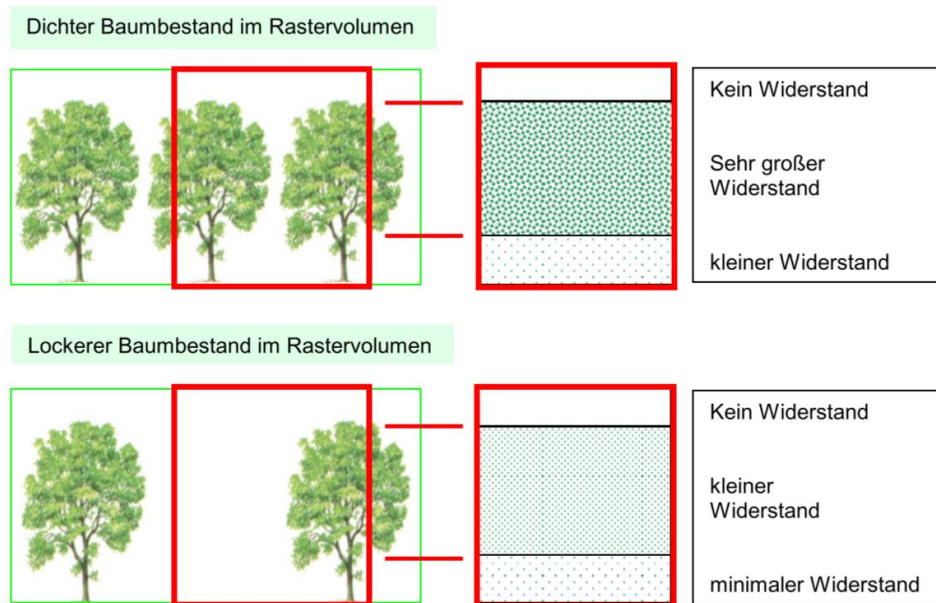 Dichter Baumbestand im Rastervolumen
Kein Widerstand
Sehr großer
Widerstand
kleiner Widerstand
Lockerer Baumbestand im Rastervolumen
Kein Widerstand
kleiner
Widerstand
minimaler Widerstand